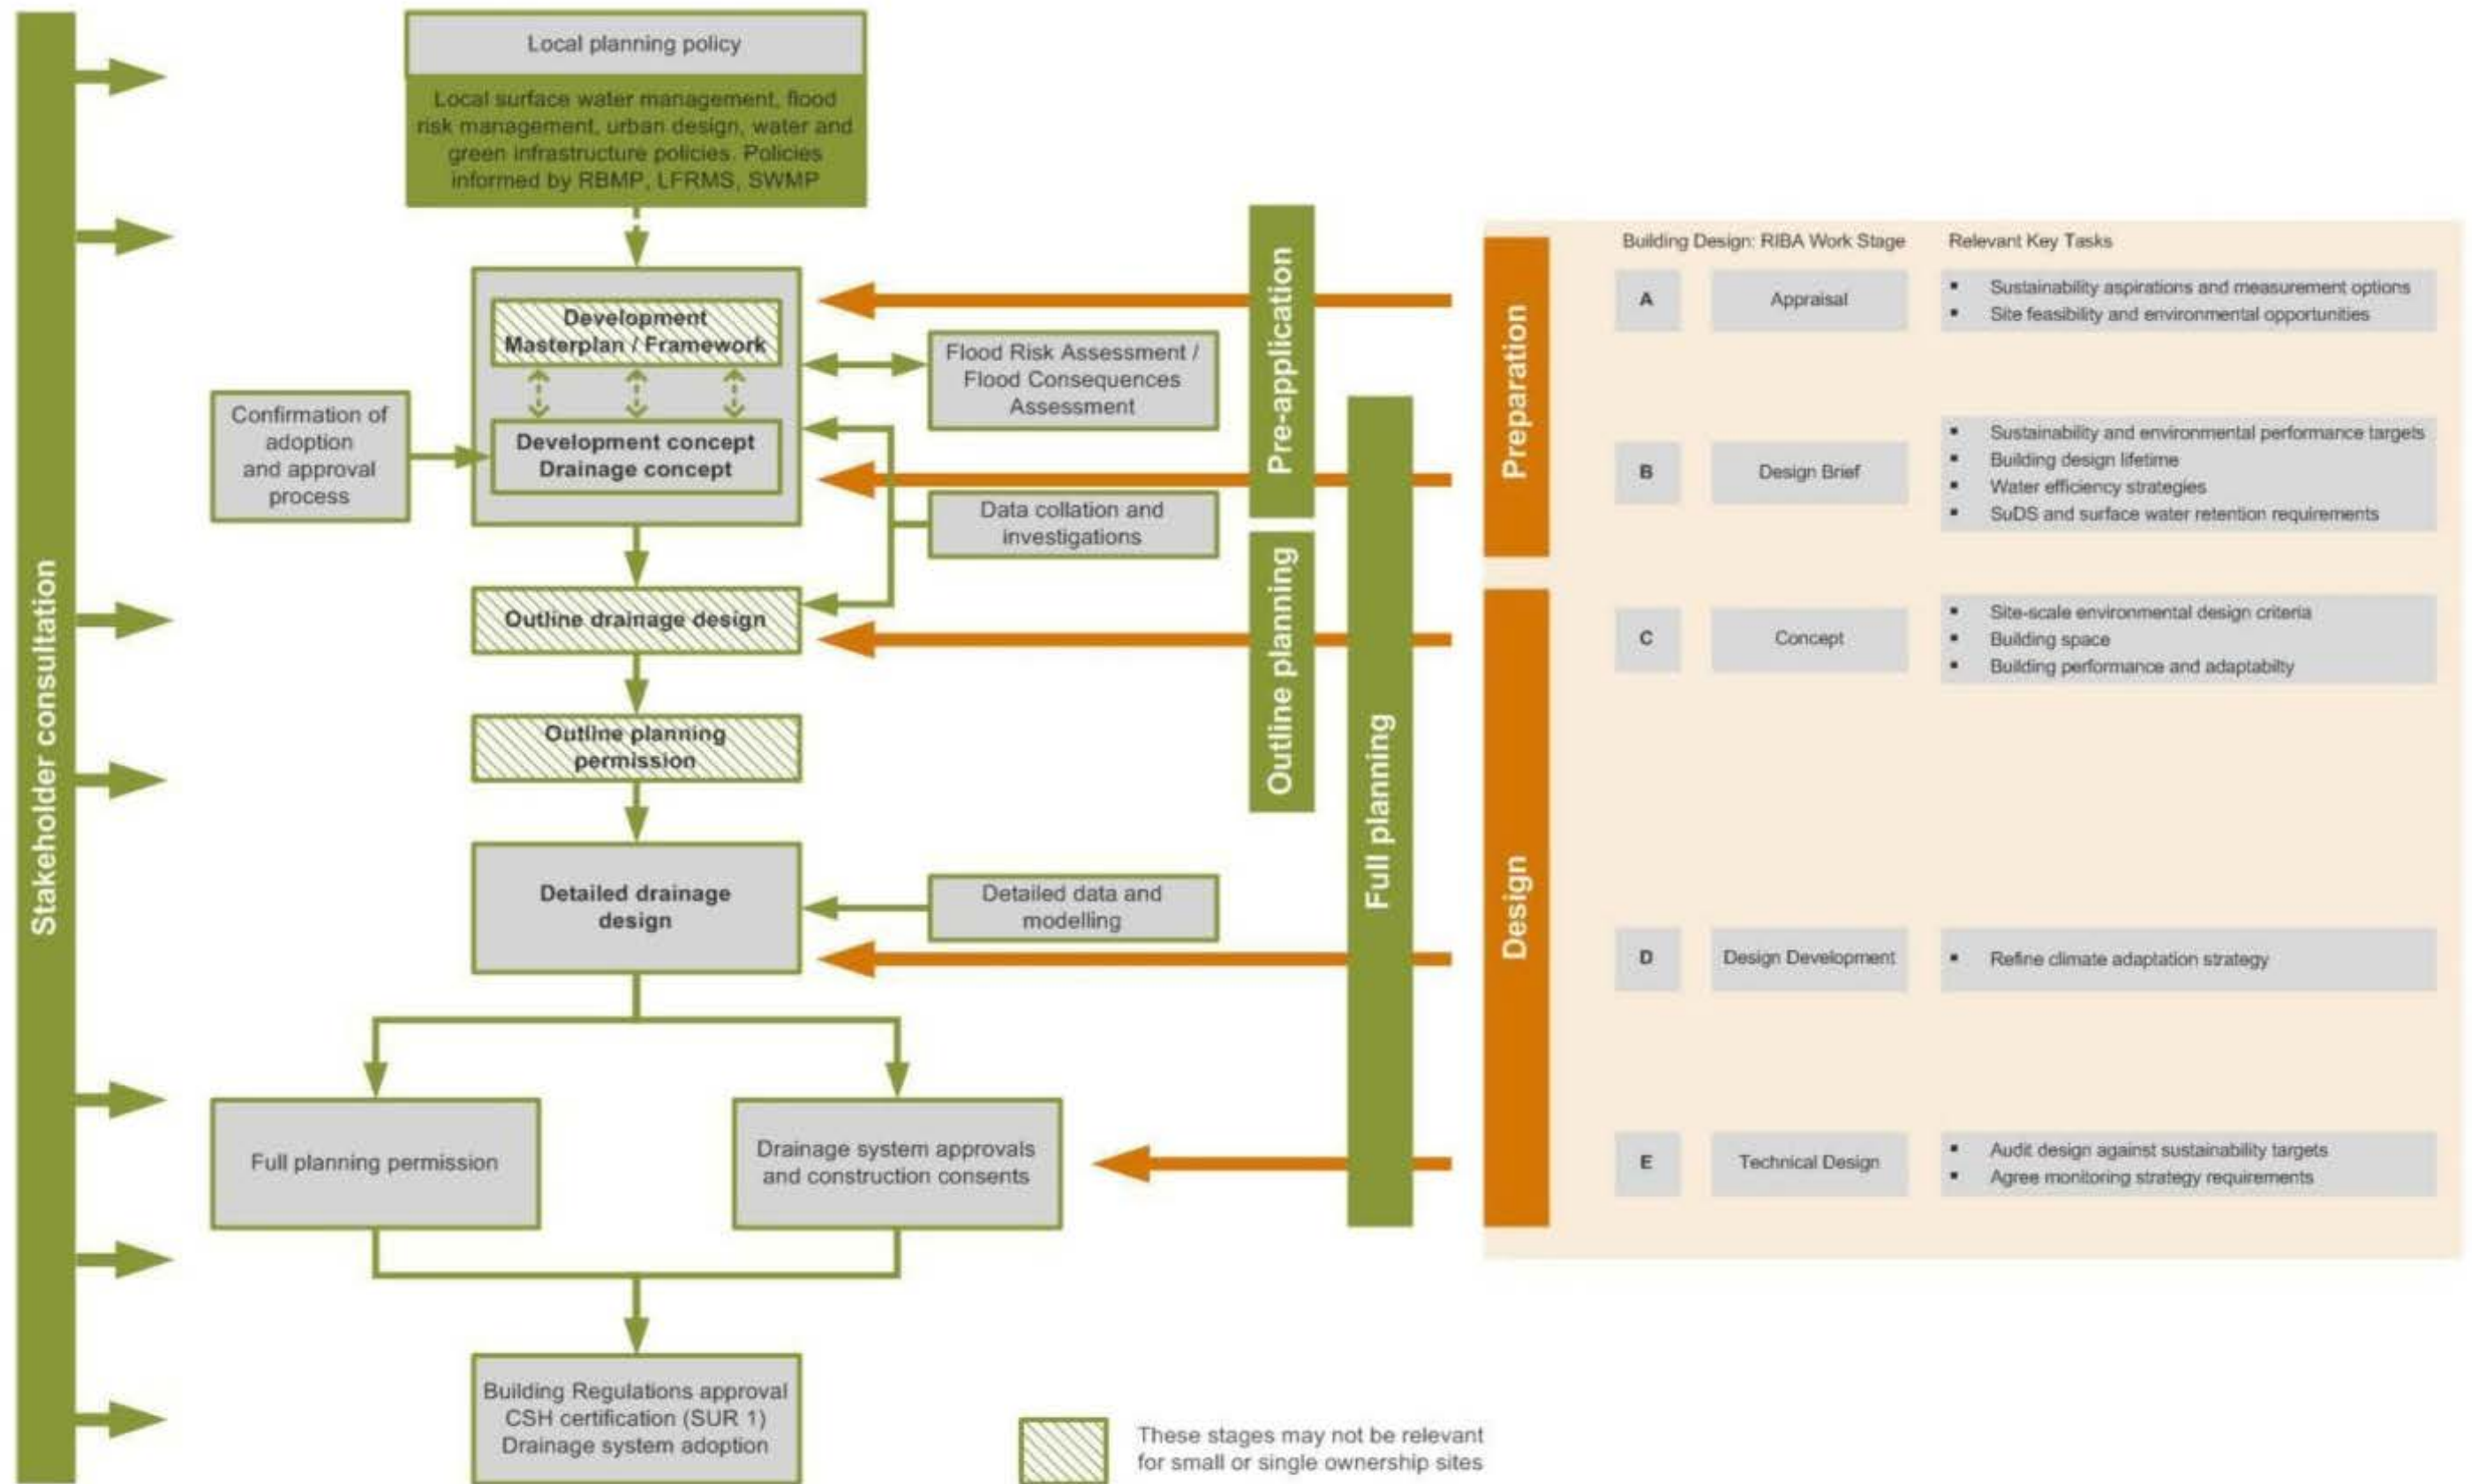 Stakeholder consultation
Local planning policy
Local surface water management, flood
risk management, urban design, water and
green infrastructure policies. Policies
informed by RBMP, LFRMS, SWMP
Development
Masterplan / Framework
Development concept
Drainage concept
Confirmation of
adoption
and approval
process
Flood Risk Assessment /
Flood Consequences
Assessment
Data collation and
investigations
Outline drainage design
Outline planning
permission
Detailed drainage
design
Detailed data and
modelling
Full planning permission
Drainage system approvals
and construction consents
Building Regulations approval
CSH certification (SUR 1)
Drainage system adoption
These stages may not be relevant
for small or single ownership sites
Pre-application
Outline planning
Full planning
Preparation
Design
Building Design: RIBA Work Stage
Relevant Key Tasks
A
Appraisal
▪ Sustainability aspirations and measurement options
▪ Site feasibility and environmental opportunities
B
Design Brief
▪ Sustainability and environmental performance targets
▪ Building design lifetime
▪ Water efficiency strategies
▪ SuDS and surface water retention requirements
C
Concept
▪ Site-scale environmental design criteria
▪ Building space
▪ Building performance and adaptabilty
D
Design Development
▪ Refine climate adaptation strategy
E
Technical Design
▪ Audit design against sustainability targets
▪ Agree monitoring strategy requirements